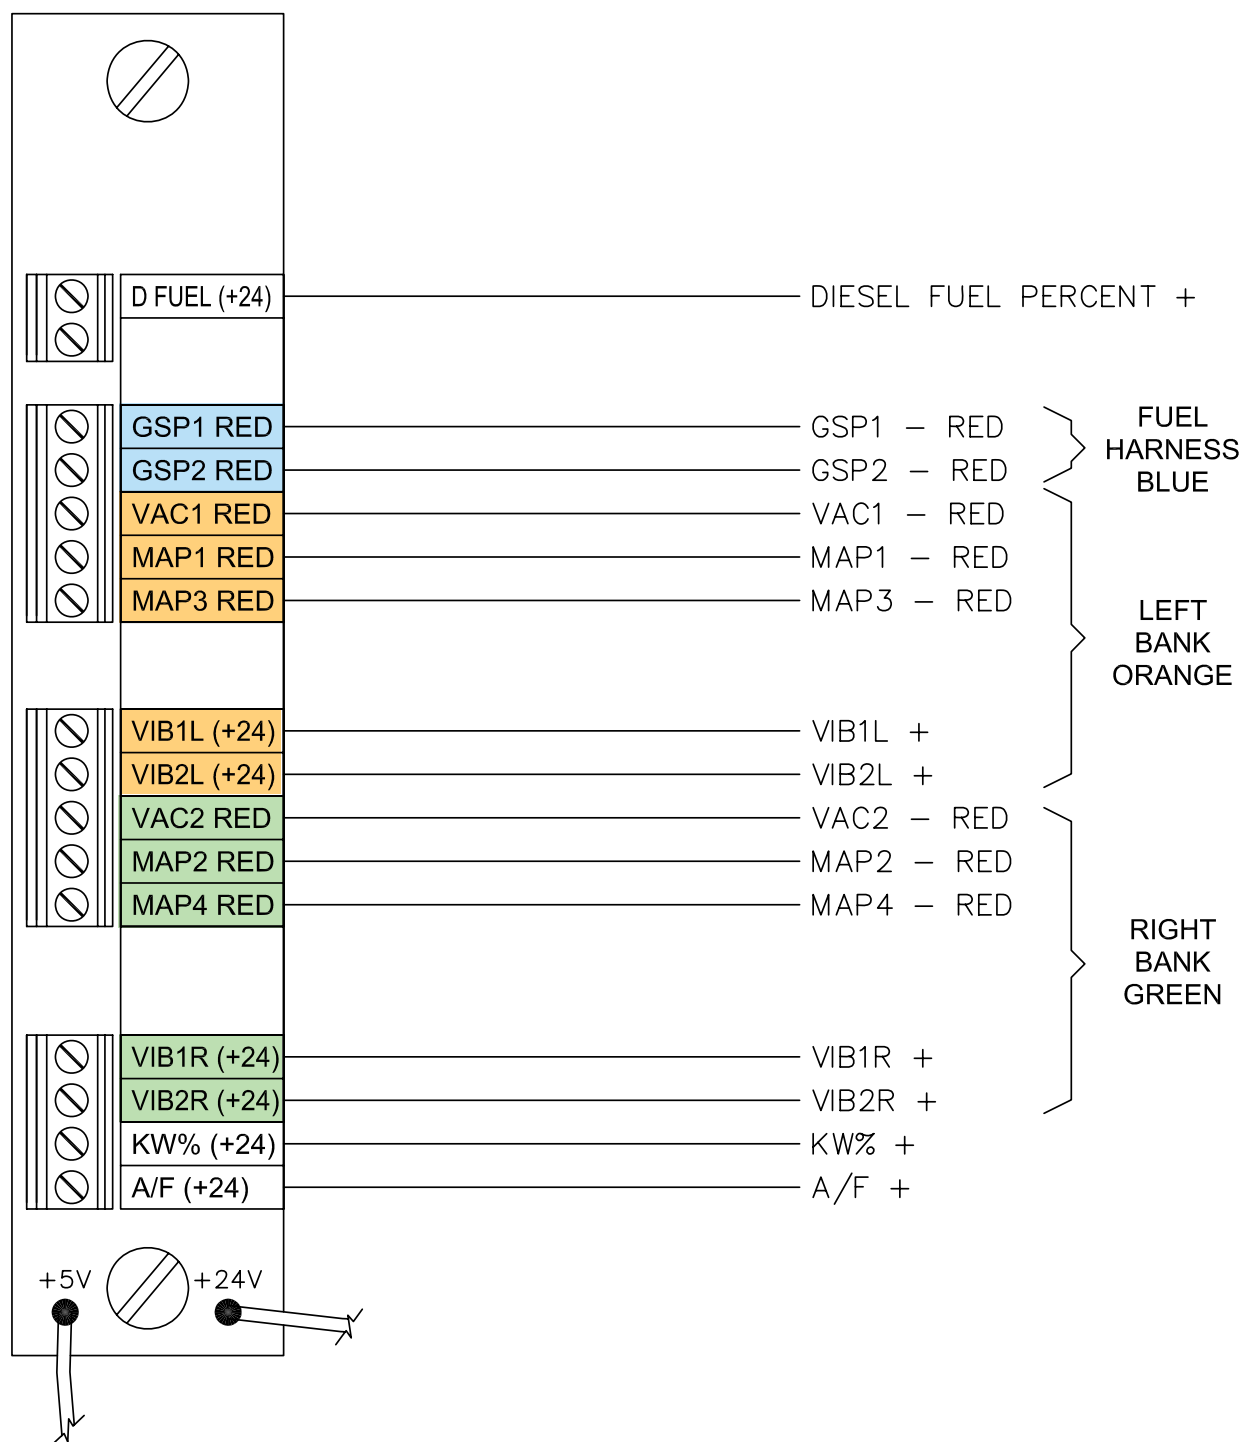 D FUEL (+24) DIESEL FUEL PERCENT +
GSP1 RED GSP1 - RED
GSP2 RED GSP2 - RED
FUEL
HARNESS
BLUE
VAC1 RED VAC1 - RED
MAP1 RED MAP1 - RED
MAP3 RED MAP3 - RED
LEFT
BANK
ORANGE
VIB1L (+24) VIB1L +
VIB2L (+24) VIB2L +
VAC2 RED VAC2 - RED
MAP2 RED MAP2 - RED
MAP4 RED MAP4 - RED
RIGHT
BANK
GREEN
VIB1R (+24) VIB1R +
VIB2R (+24) VIB2R +
KW% (+24) KW% +
A/F (+24) A/F +
+5V +24V